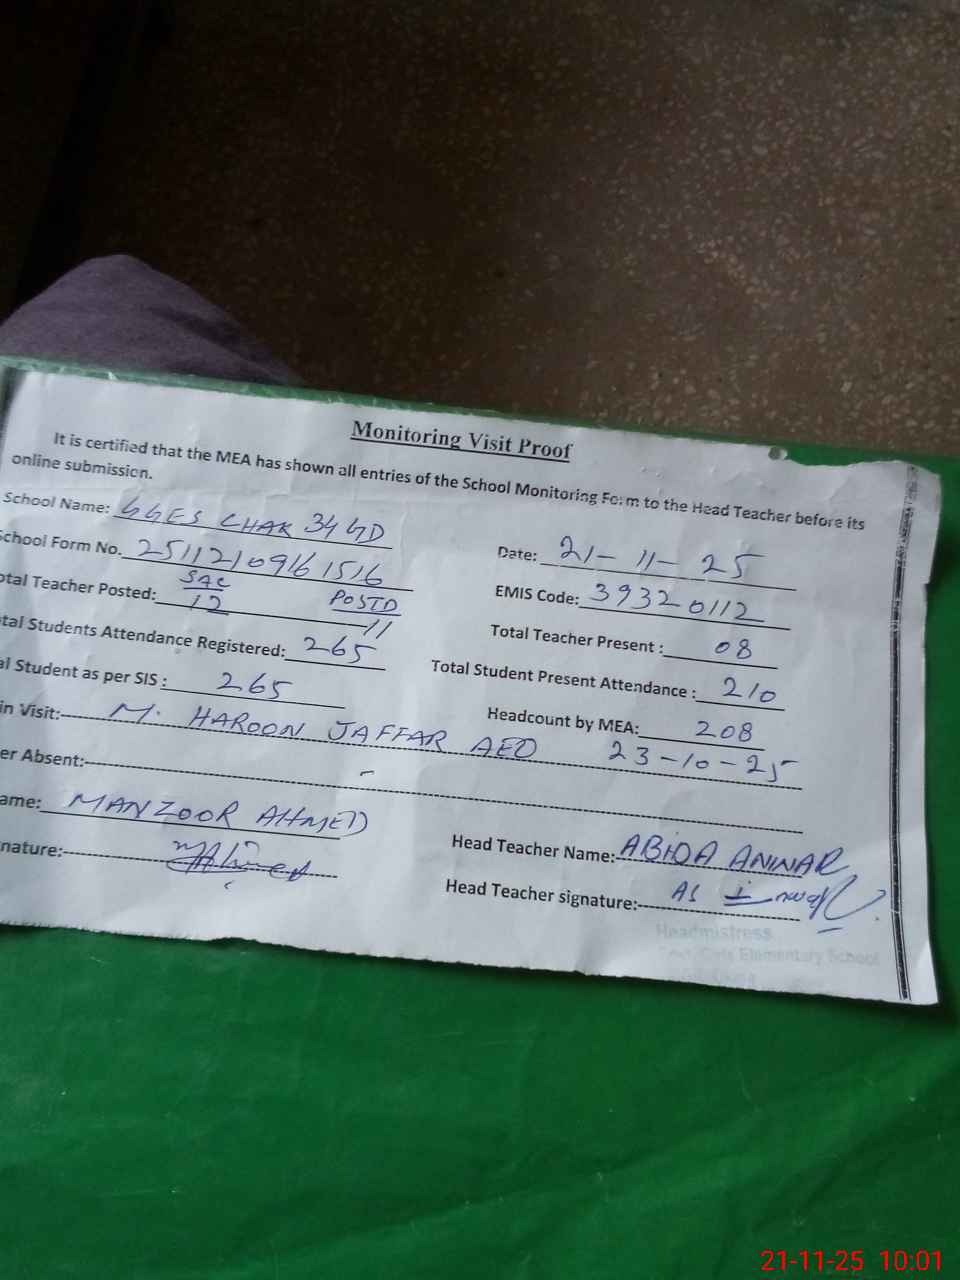 Monitoring Visit Proof
It is certified that the MEA has shown all entries of the School Monitoring Form to the Head Teacher before its
online submission.
School Name: GGES CHAK 34 GD
Date: 21-11-25
School Form No. 2511210916 1516
EMIS Code: 39320112
otal Teacher Posted: SAC 12 POSTD 11
Total Teacher Present : 08
tal Students Attendance Registered: 265
Total Student Present Attendance : 210
al Student as per SIS : 265
Headcount by MEA: 208
in Visit: M. HAROON JAFFAR AEO 23-10-25
er Absent: -
ame: MANZOOR AHMED
Head Teacher Name: ABIDA ANWAR
nature:
Head Teacher signature:
Headmistress
Girls Elementary School
21-11-25 10:01